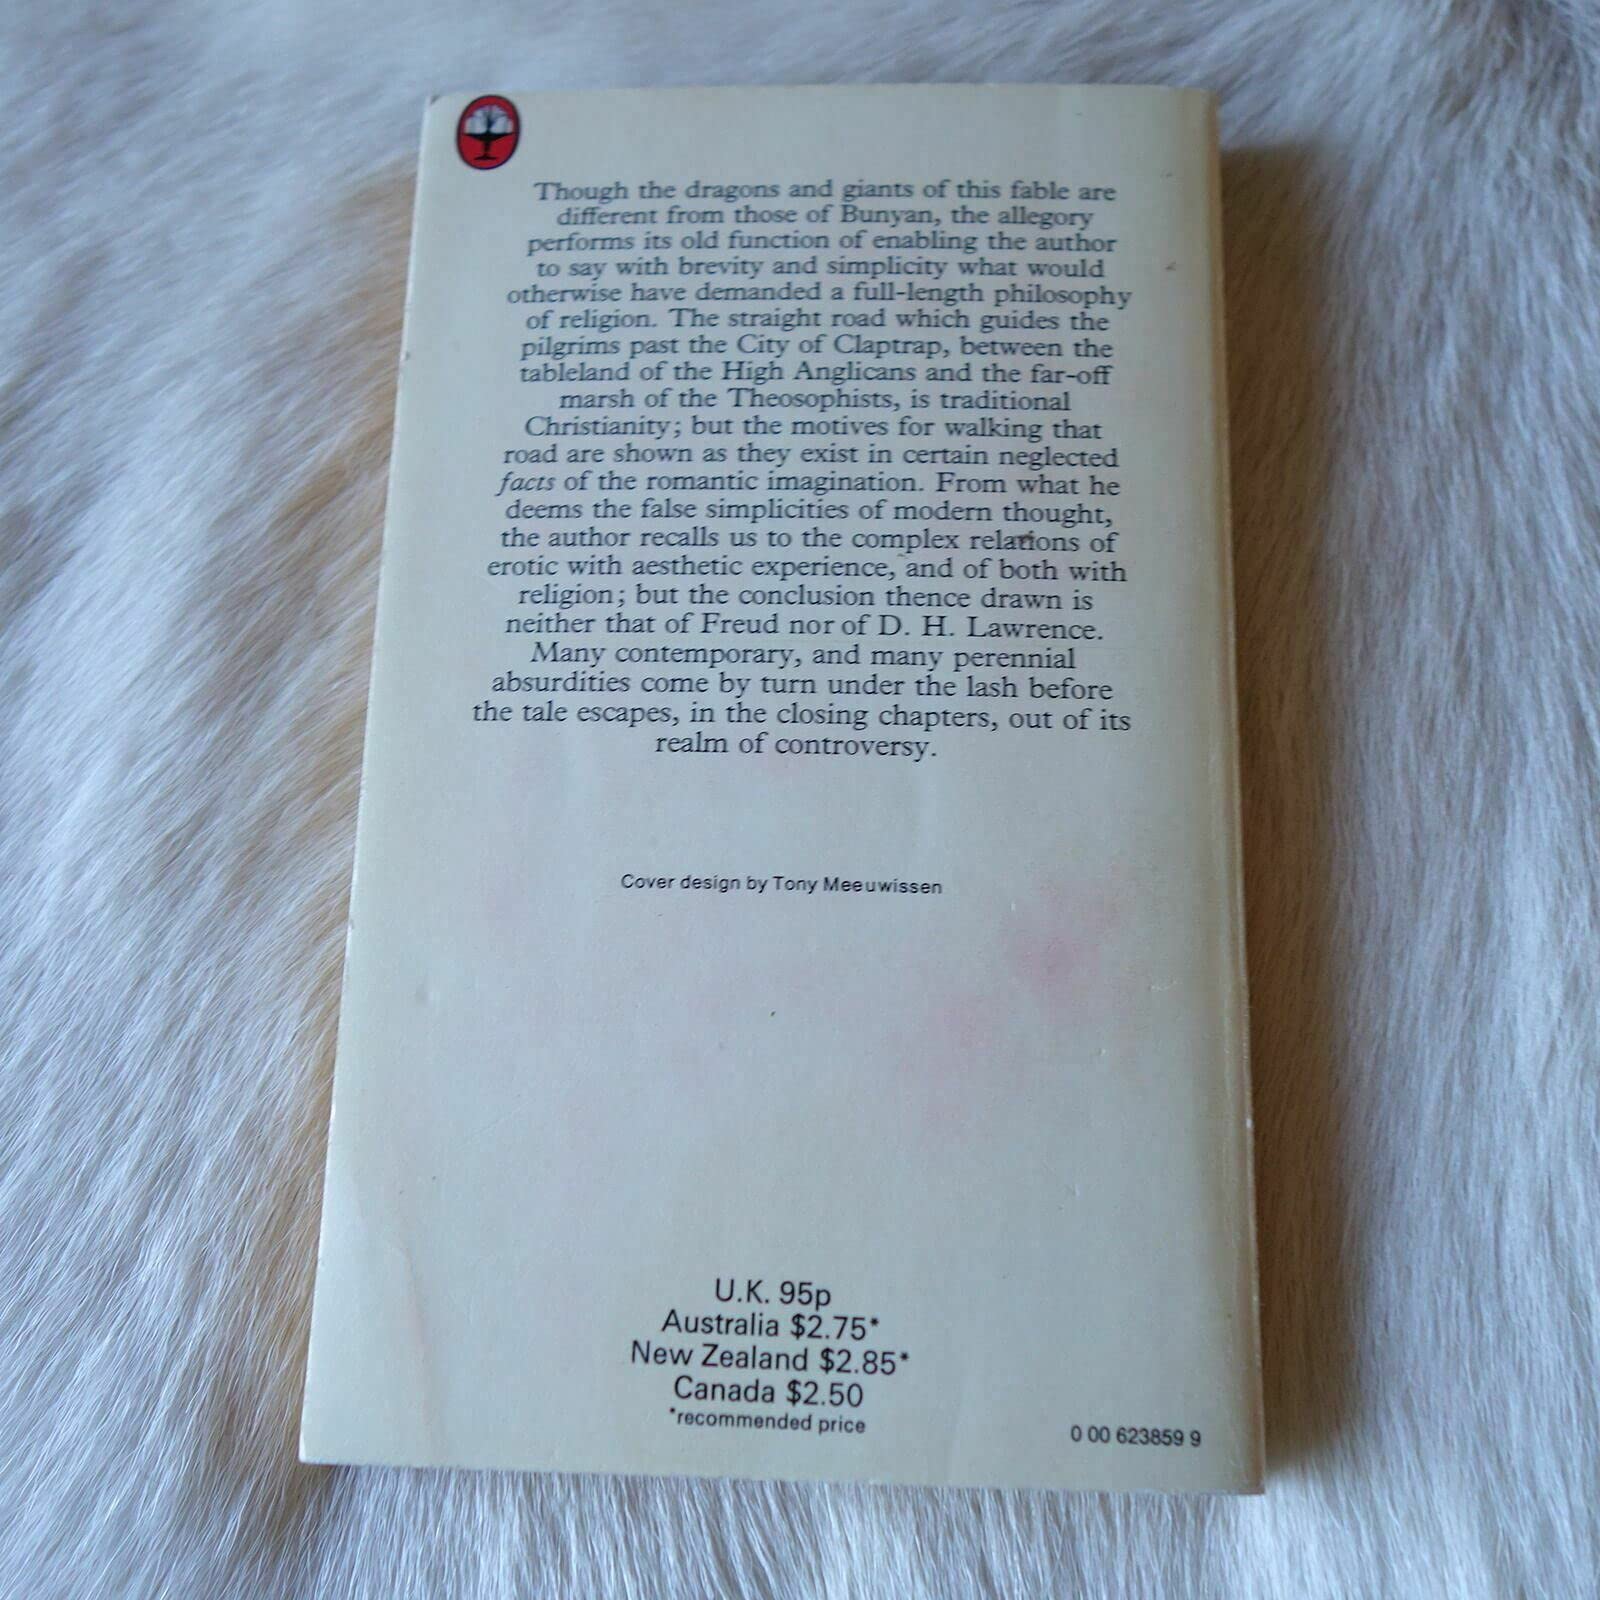 Though the dragons and giants of this fable are
different from those of Bunyan, the allegory
performs its old function of enabling the author
to say with brevity and simplicity what would
otherwise have demanded a full-length philosophy
of religion. The straight road which guides the
pilgrims past the City of Claptrap, between the
tableland of the High Anglicans and the far-off
marsh of the Theosophists, is traditional
Christianity; but the motives for walking that
road are shown as they exist in certain neglected
facts of the romantic imagination. From what he
deems the false simplicities of modern thought,
the author recalls us to the complex relations of
erotic with aesthetic experience, and of both with
religion; but the conclusion thence drawn is
neither that of Freud nor of D. H. Lawrence.
Many contemporary, and many perennial
absurdities come by turn under the lash before
the tale escapes, in the closing chapters, out of its
realm of controversy.
Cover design by Tony Meeuwissen
U.K. 95p
Australia $2.75*
New Zealand $2.85*
Canada $2.50
*recommended price
0 00 623859 9